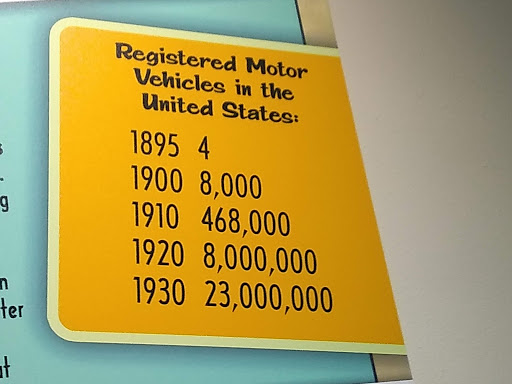 Registered Motor
Vehicles in the
United States:
1895 4
1900 8,000
1910 468,000
1920 8,000,000
1930 23,000,000